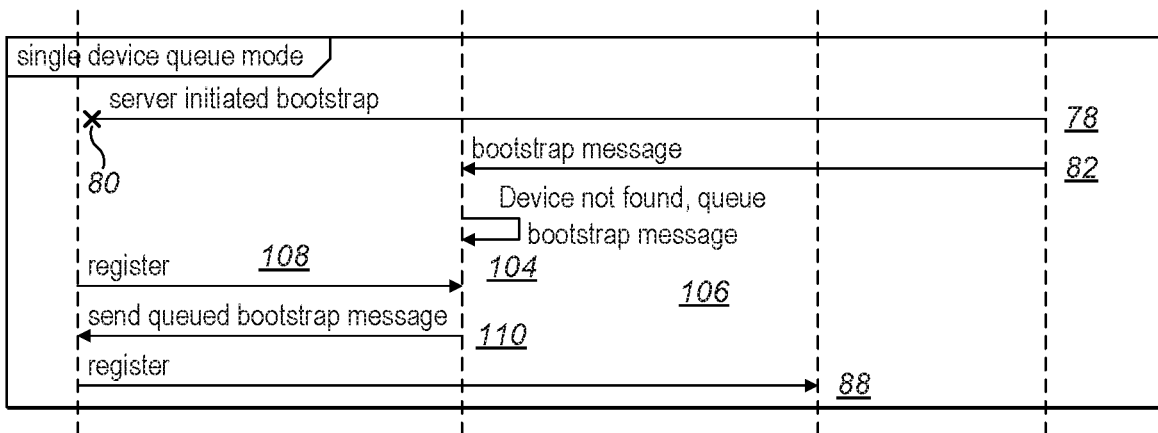 single device queue mode
server initiated bootstrap
78
80
bootstrap message
82
Device not found, queue
bootstrap message
register
108
104
106
send queued bootstrap message
110
register
88